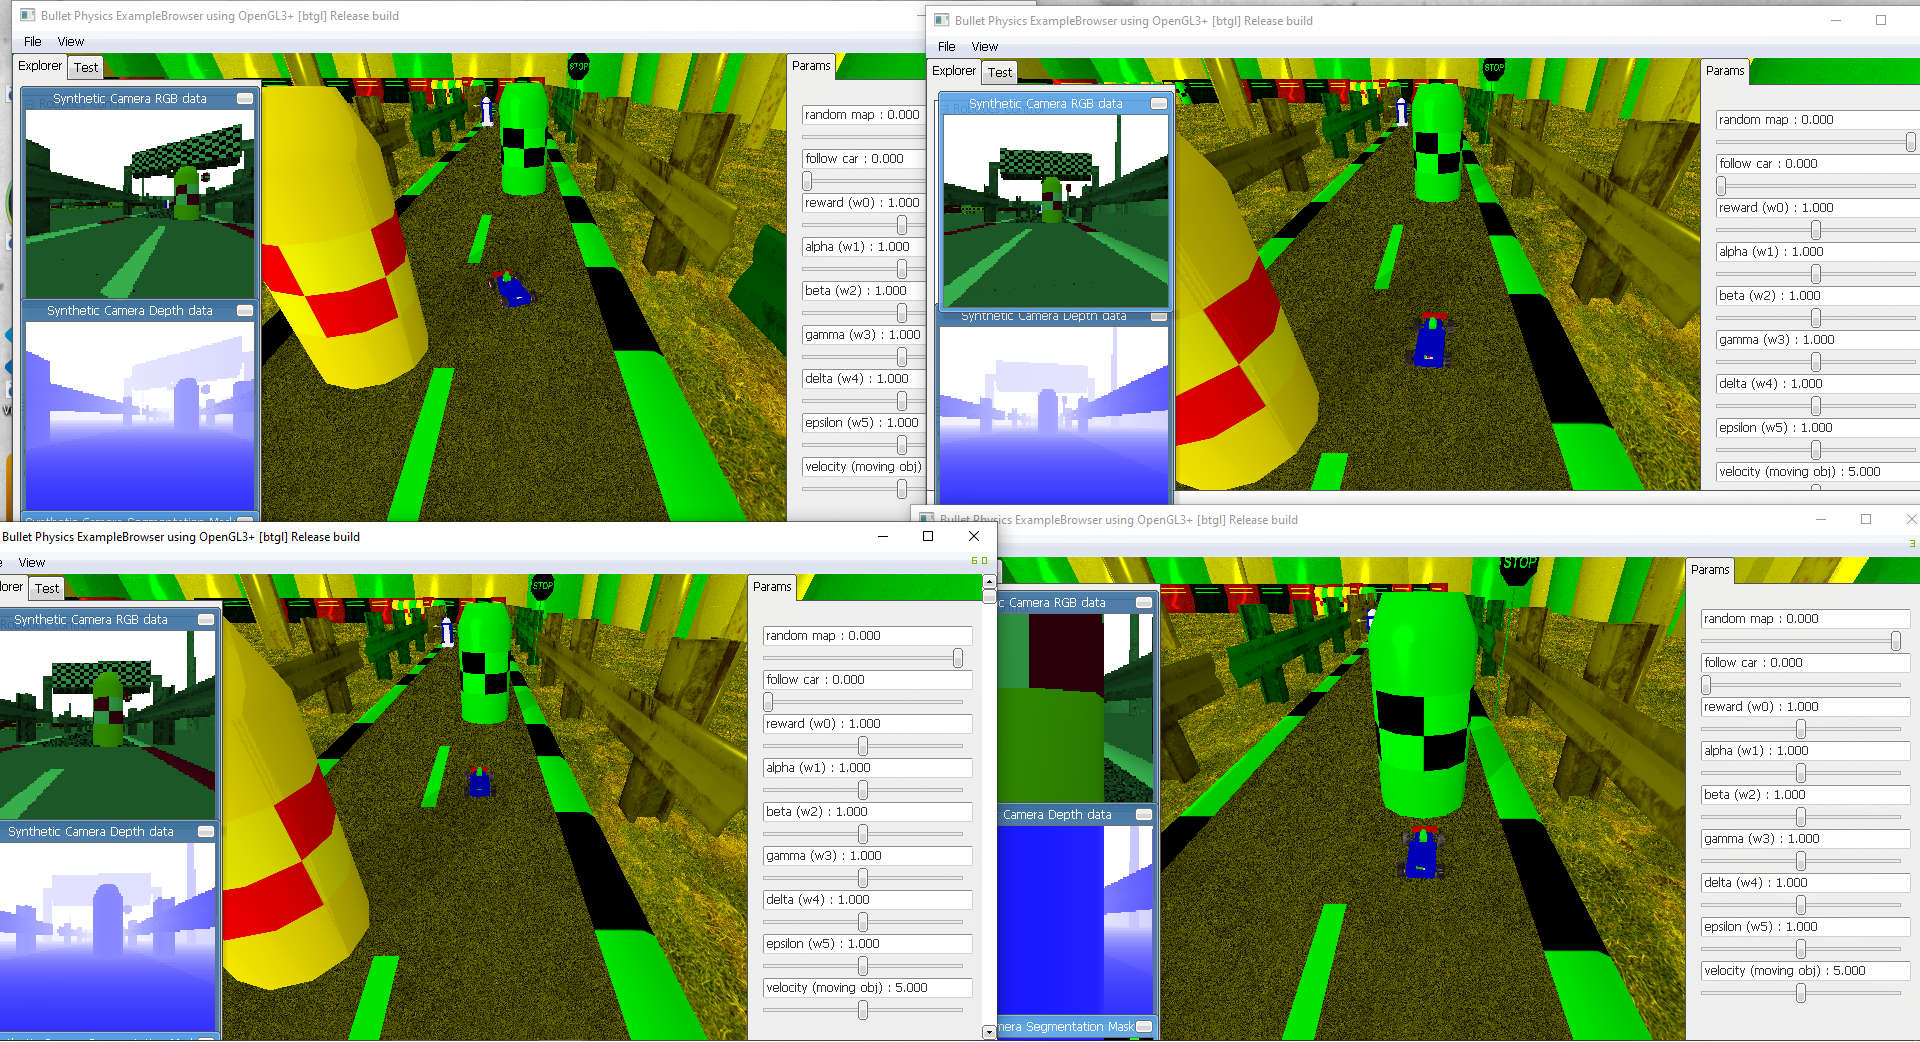 Bullet Physics ExampleBrowser using OpenGL3+ [btgl] Release build
File View
Explorer Test
Synthetic Camera RGB data
Synthetic Camera Depth data
Synthetic Camera Segmentation Mask
STOP
Params
random map : 0.000
follow car : 0.000
reward (w0) : 1.000
alpha (w1) : 1.000
beta (w2) : 1.000
gamma (w3) : 1.000
delta (w4) : 1.000
epsilon (w5) : 1.000
velocity (moving obj)
Bullet Physics ExampleBrowser using OpenGL3+ [btgl] Release build
File View
Explorer Test
Synthetic Camera RGB data
Synthetic Camera Depth data
STOP
Params
random map : 0.000
follow car : 0.000
reward (w0) : 1.000
alpha (w1) : 1.000
beta (w2) : 1.000
gamma (w3) : 1.000
delta (w4) : 1.000
epsilon (w5) : 1.000
velocity (moving obj) : 5.000
Bullet Physics ExampleBrowser using OpenGL3+ [btgl] Release build
View
60
lorer Test
Synthetic Camera RGB data
Synthetic Camera Depth data
STOP
Params
random map : 0.000
follow car : 0.000
reward (w0) : 1.000
alpha (w1) : 1.000
beta (w2) : 1.000
gamma (w3) : 1.000
delta (w4) : 1.000
epsilon (w5) : 1.000
velocity (moving obj) : 5.000
Bullet Physics ExampleBrowser using OpenGL3+ [btgl] Release build
3
c Camera RGB data
Camera Depth data
mera Segmentation Mask
STOP
Params
random map : 0.000
follow car : 0.000
reward (w0) : 1.000
alpha (w1) : 1.000
beta (w2) : 1.000
gamma (w3) : 1.000
delta (w4) : 1.000
epsilon (w5) : 1.000
velocity (moving obj) : 5.000